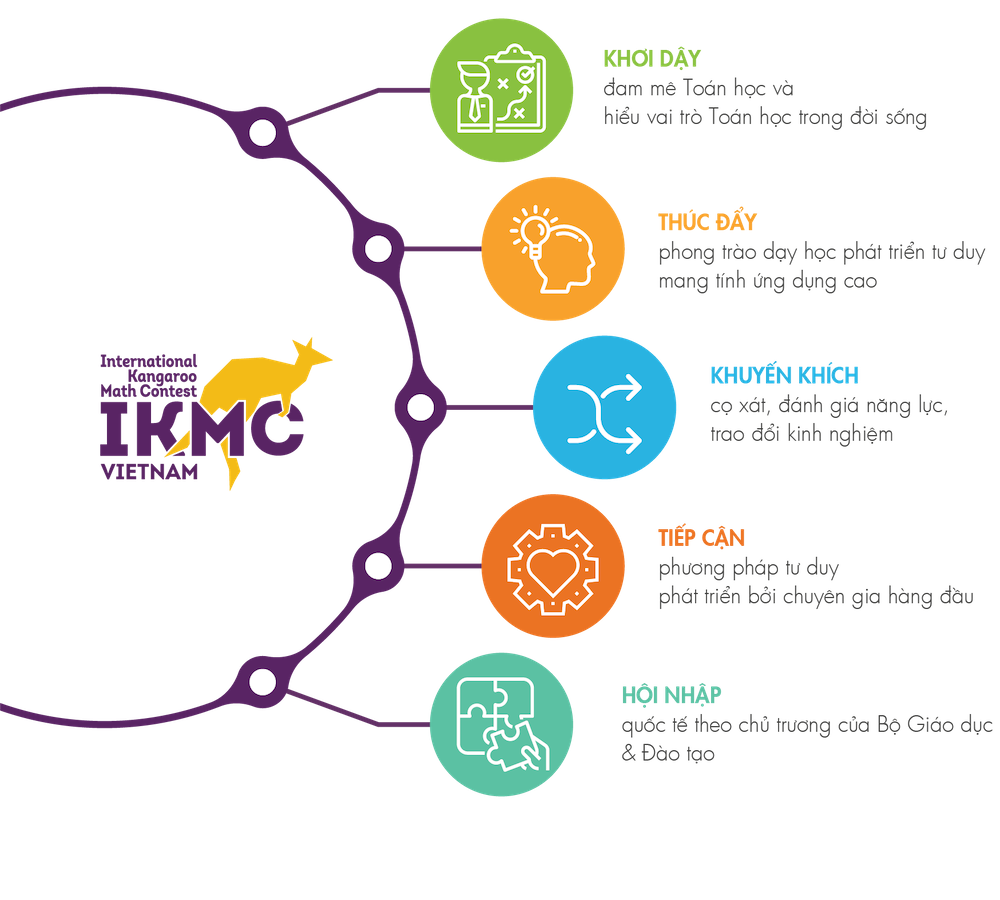 KHƠI DẬY
đam mê Toán học và
hiểu vai trò Toán học trong đời sống
THÚC ĐẨY
phong trào dạy học phát triển tư duy
mang tính ứng dụng cao
International
Kangaroo
Math Contest
IKMC
VIETNAM
KHUYẾN KHÍCH
cọ xát, đánh giá năng lực,
trao đổi kinh nghiệm
TIẾP CẬN
phương pháp tư duy
phát triển bởi chuyên gia hàng đầu
HỘI NHẬP
quốc tế theo chủ trương của Bộ Giáo dục
& Đào tạo